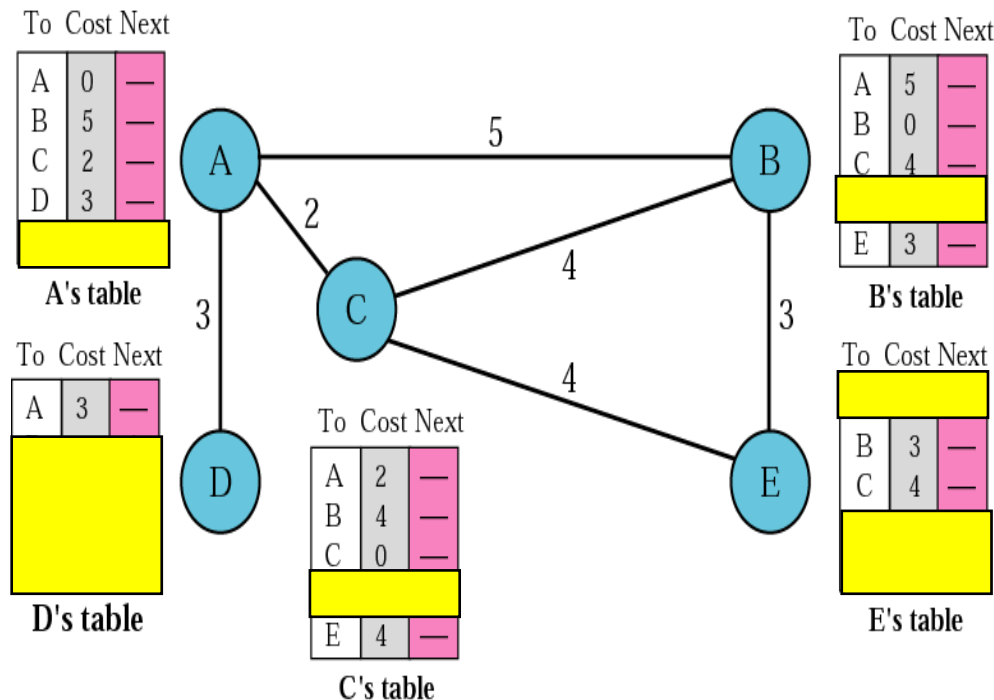 To Cost Next
A 0 —
B 5 —
C 2 —
D 3 —
A's table
To Cost Next
A 5 —
B 0 —
C 4 —
E 3 —
B's table
A
5
B
2
C
4
3
3
4
D
E
To Cost Next
A 3 —
D's table
To Cost Next
A 2 —
B 4 —
C 0 —
E 4 —
C's table
To Cost Next
B 3 —
C 4 —
E's table